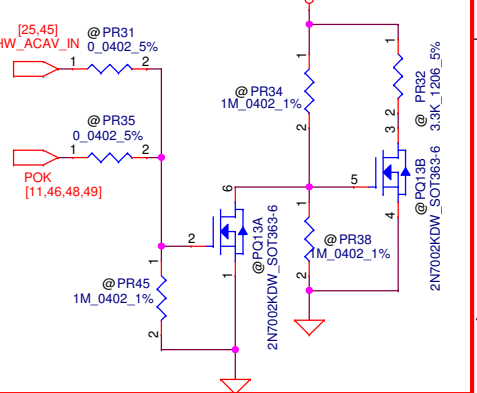 [25,45]
HW_ACAV_IN
1
@ PR31
0_0402_5%
2
@ PR35
0_0402_5%
1
2
POK
[11,46,48,49]
@ PR45
1M_0402_1%
1
2
2
6
1
@ PQ13A
2N7002KDW_SOT363-6
@ PR34
1M_0402_1%
1
2
@ PR38
1M_0402_1%
1
2
1
2
@ PR32
3.3K_1206_5%
3
5
4
@ PQ13B
2N7002KDW_SOT363-6